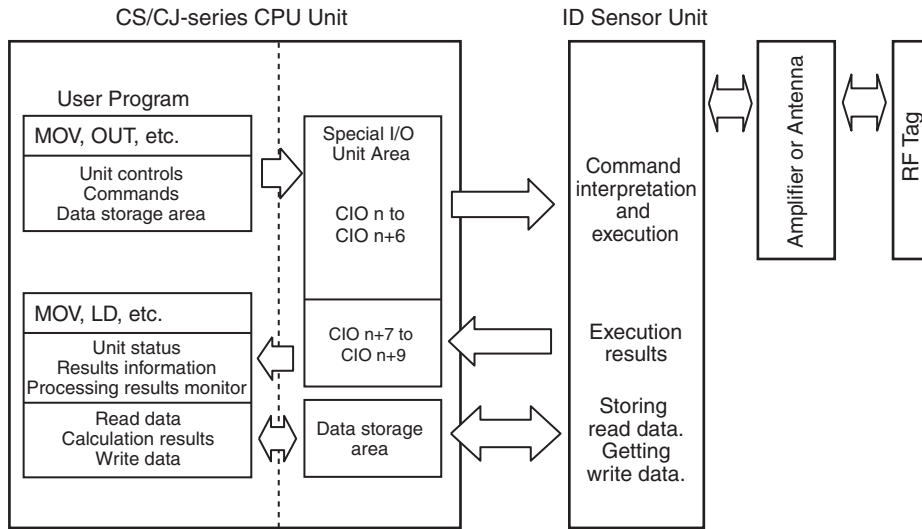 CS/CJ-series CPU Unit
ID Sensor Unit
User Program
MOV, OUT, etc.
Unit controls
Commands
Data storage area
Special I/O
Unit Area
CIO n to
CIO n+6
Command
interpretation
and
execution
Amplifier or Antenna
RF Tag
MOV, LD, etc.
Unit status
Results information
Processing results monitor
CIO n+7 to
CIO n+9
Execution
results
Read data
Calculation results
Write data
Data storage
area
Storing
read data.
Getting
write data.